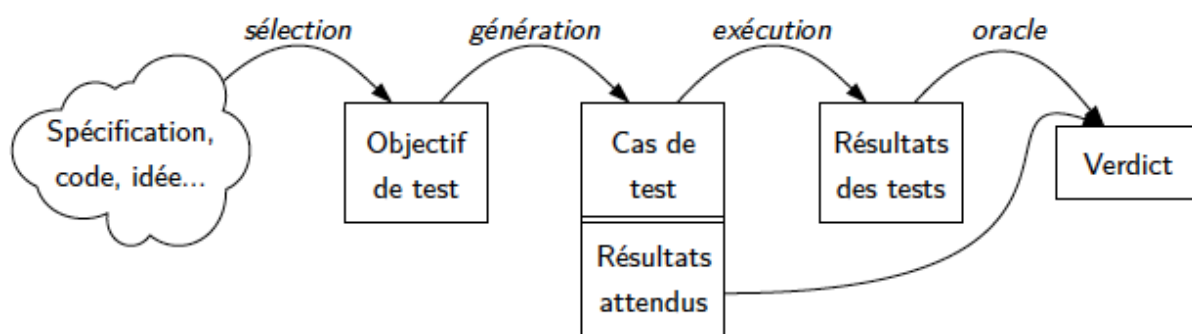 sélection
génération
exécution
oracle
Spécification,
code, idée...
Objectif
de test
Cas de
test
Résultats
attendus
Résultats
des tests
Verdict